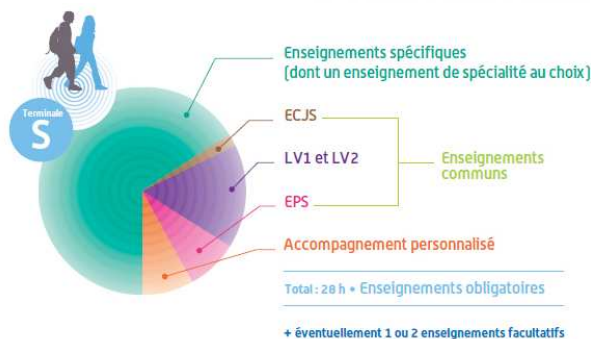 Terminale
S
Enseignements spécifiques
(dont un enseignement de spécialité au choix)
ECJS
LV1 et LV2
EPS
Enseignements
communs
Accompagnement personnalisé
Total : 28 h • Enseignements obligatoires
+ éventuellement 1 ou 2 enseignements facultatifs